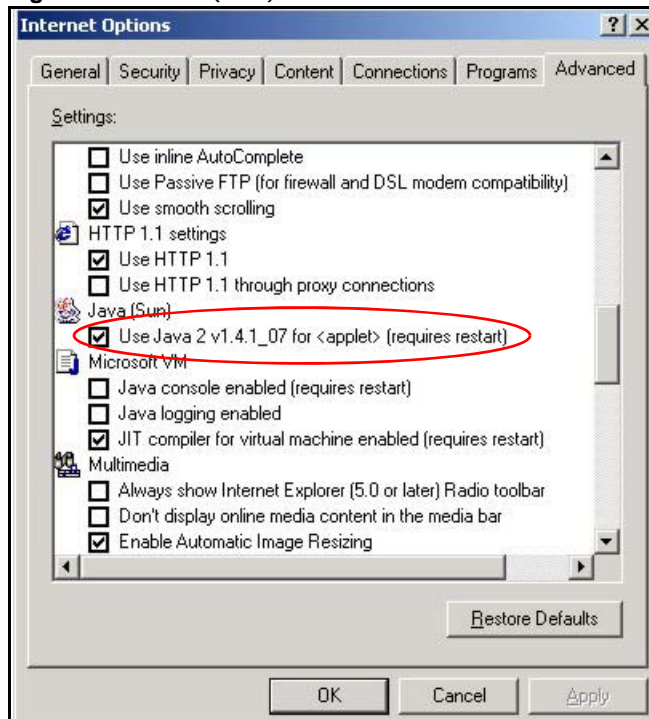 Internet Options
General Security Privacy Content Connections Programs Advanced
Settings:
Use inline AutoComplete
Use Passive FTP (for firewall and DSL modem compatibility)
Use smooth scrolling
HTTP 1.1 settings
Use HTTP 1.1
Use HTTP 1.1 through proxy connections
Java (Sun)
Use Java 2 v1.4.1_07 for <applet> (requires restart)
Microsoft VM
Java console enabled (requires restart)
Java logging enabled
JIT compiler for virtual machine enabled (requires restart)
Multimedia
Always show Internet Explorer (5.0 or later) Radio toolbar
Don't display online media content in the media bar
Enable Automatic Image Resizing
Restore Defaults
OK Cancel Apply